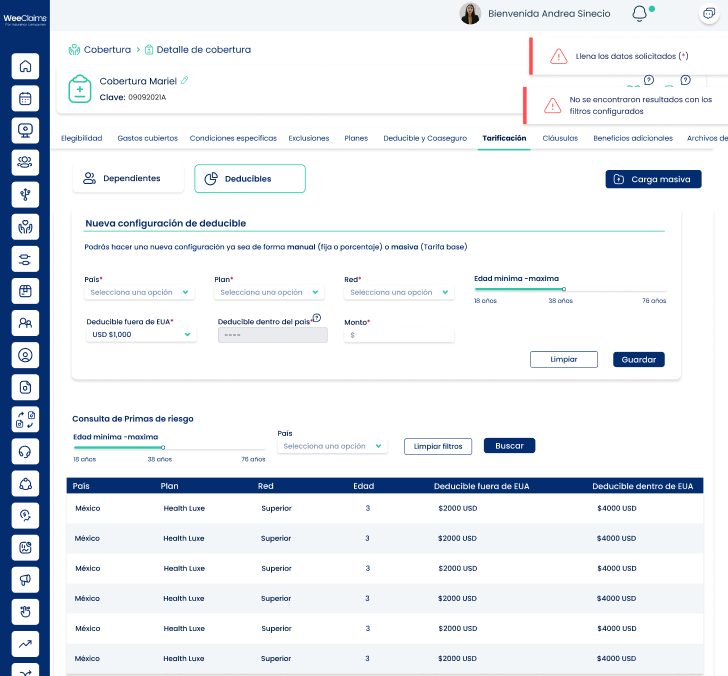 WeeClaims
Bienvenida Andrea Sinecio
Cobertura > Detalle de cobertura
Llena los datos solicitados (*)
Cobertura Mariel
Clave: 09092021A
No se encontraron resultados con los
filtros configurados
Elegibilidad Gastos cubiertos Condiciones específicas Exclusiones Planes Deducible y Coaseguro Tarificación Cláusulas Beneficios adicionales Archivos de
Dependientes Deducibles Carga masiva
Nueva configuración de deducible
Podrás hacer una nueva configuración ya sea de forma manual (fija o porcentaje) o masiva (Tarifa base)
País* Plan* Red* Edad minima -maxima
Selecciona una opción Selecciona una opción Selecciona una opción
18 años 38 años 76 años
Deducible fuera de EUA* Deducible dentro del país* Monto*
USD $1,000 ---- $
Limpiar Guardar
Consulta de Primas de riesgo
Edad minima -maxima País
Selecciona una opción Limpiar filtros Buscar
18 años 38 años 76 años
País Plan Red Edad Deducible fuera de EUA Deducible dentro de EUA
México Health Luxe Superior 3 $2000 USD $4000 USD
México Health Luxe Superior 3 $2000 USD $4000 USD
México Health Luxe Superior 3 $2000 USD $4000 USD
México Health Luxe Superior 3 $2000 USD $4000 USD
México Health Luxe Superior 3 $2000 USD $4000 USD
México Health Luxe Superior 3 $2000 USD $4000 USD